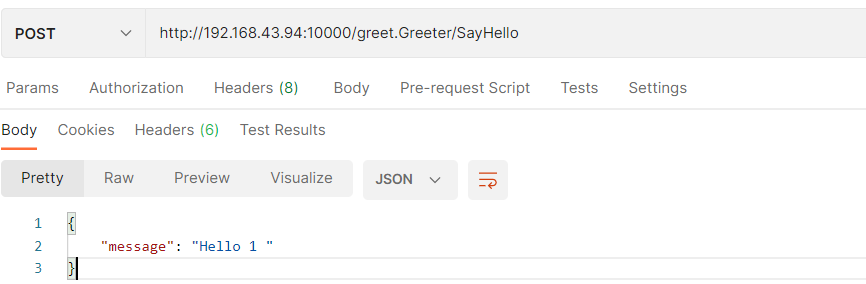 POST http://192.168.43.94:10000/greet.Greeter/SayHello
Params Authorization Headers (8) Body Pre-request Script Tests Settings
Body Cookies Headers (6) Test Results
Pretty Raw Preview Visualize JSON
1 {
2 "message": "Hello 1 "
3 }